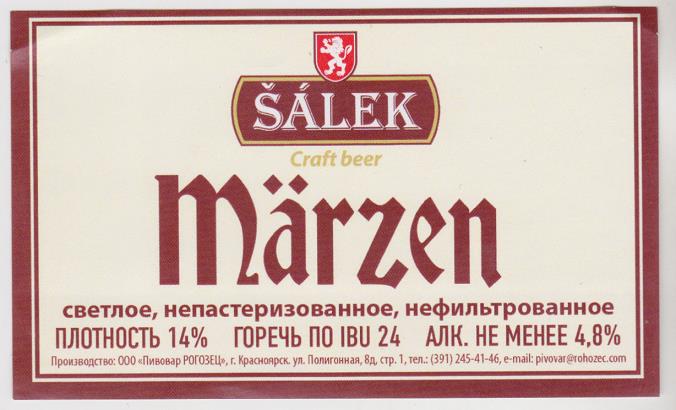 ŠÁLEK
Craft beer
Märzen
светлое, непастеризованное, нефильтрованное
ПЛОТНОСТЬ 14% ГОРЕЧЬ ПО IBU 24 АЛК. НЕ МЕНЕЕ 4,8%
Производство: ООО «Пивовар РОГОЗЕЦ», г. Красноярск. ул. Полигонная, 8д, стр. 1, тел.: (391) 245-41-46, e-mail: pivovar@rohozec.com